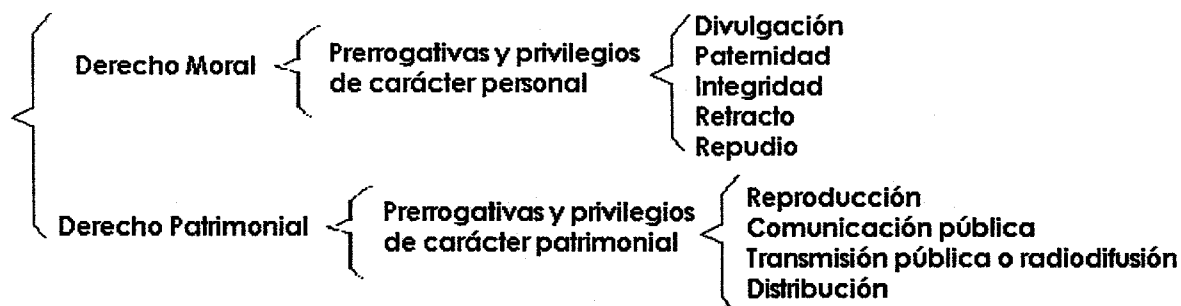 Derecho Moral
Prerrogativas y privilegios
de carácter personal
Divulgación
Paternidad
Integridad
Retracto
Repudio
Derecho Patrimonial
Prerrogativas y privilegios
de carácter patrimonial
Reproducción
Comunicación pública
Transmisión pública o radiodifusión
Distribución